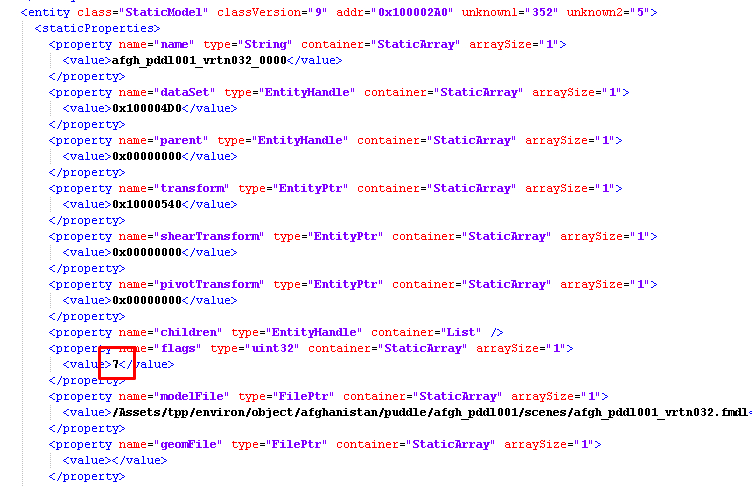 <entity class="StaticModel" classVersion="9" addr="0x100002A0" unknown1="352" unknown2="5">
<staticProperties>
<property name="name" type="String" container="StaticArray" arraySize="1">
<value>afgh_pddl001_vrtn032_0000</value>
</property>
<property name="dataSet" type="EntityHandle" container="StaticArray" arraySize="1">
<value>0x100004D0</value>
</property>
<property name="parent" type="EntityHandle" container="StaticArray" arraySize="1">
<value>0x00000000</value>
</property>
<property name="transform" type="EntityPtr" container="StaticArray" arraySize="1">
<value>0x10000540</value>
</property>
<property name="shearTransform" type="EntityPtr" container="StaticArray" arraySize="1">
<value>0x00000000</value>
</property>
<property name="pivotTransform" type="EntityPtr" container="StaticArray" arraySize="1">
<value>0x00000000</value>
</property>
<property name="children" type="EntityHandle" container="List" />
<property name="flags" type="uint32" container="StaticArray" arraySize="1">
<value>7</value>
</property>
<property name="modelFile" type="FilePtr" container="StaticArray" arraySize="1">
<value>/Assets/tpp/environ/object/afghanistan/puddle/afgh_pddl001/scenes/afgh_pddl001_vrtn032.fmdl<
</property>
<property name="geomFile" type="FilePtr" container="StaticArray" arraySize="1">
<value></value>
</property>